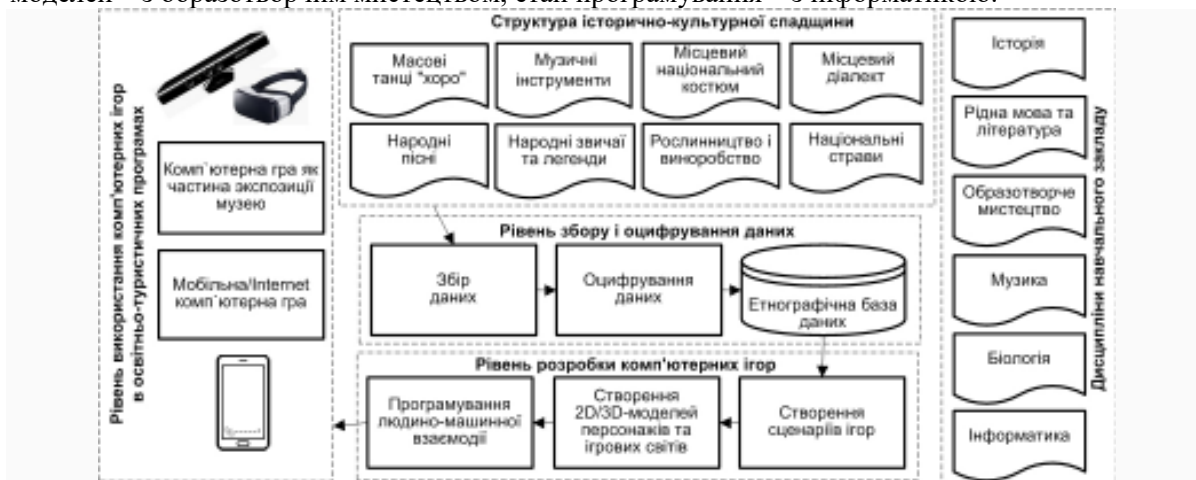 моделей – з образотворчим мистецтвом, етап програмування – з інформатикою.
Структура історично-культурної спадщини
Масові
танці "хоро"
Музичні
інструменти
Місцевий
національний
костюм
Місцевий
діалект
Народні
пісні
Народні звичаї
та легенди
Рослинництво і
виноробство
Національні
страви
Рівень використання комп'ютерних ігор
в освітньо-туристичних програмах
Комп`ютерна гра як
частина экспозиції
музею
Мобільна/Internet
комп`ютерна гра
Рівень збору і оцифрування даних
Збір
даних
Оцифрування
даних
Етнографічна база
даних
Рівень розробки комп'ютерних ігор
Програмування
людино-машинної
взаємодії
Створення
2D/3D-моделей
персонажів та
ігрових світів
Створення
сценаріїв ігор
Дисципліни навчального закладу
Історія
Рідна мова та
література
Образотворче
мистецтво
Музика
Біологія
Інформатика